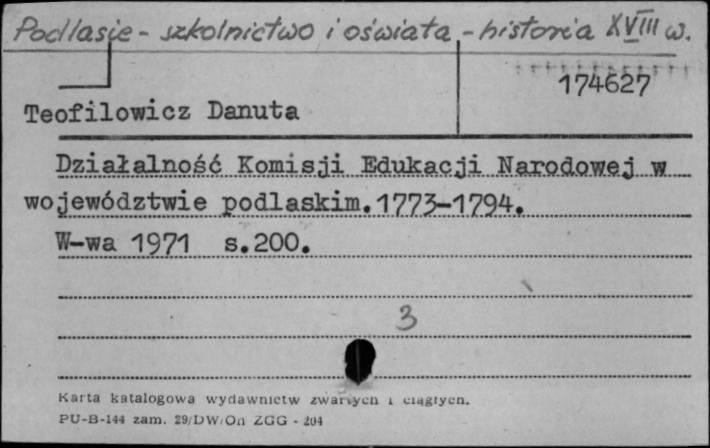 Podlasie - szkolnictwo i oświata - historia XVIII w.
174627
Teofilowicz Danuta
Działalność Komisji Edukacji Narodowej w
województwie podlaskim.1773-1794.
W-wa 1971 s.200.
3
Karta katalogowa wydawnictw zwartych i ciągłych.
PU-B-144 zam. 29/DW/On ZGG - 204